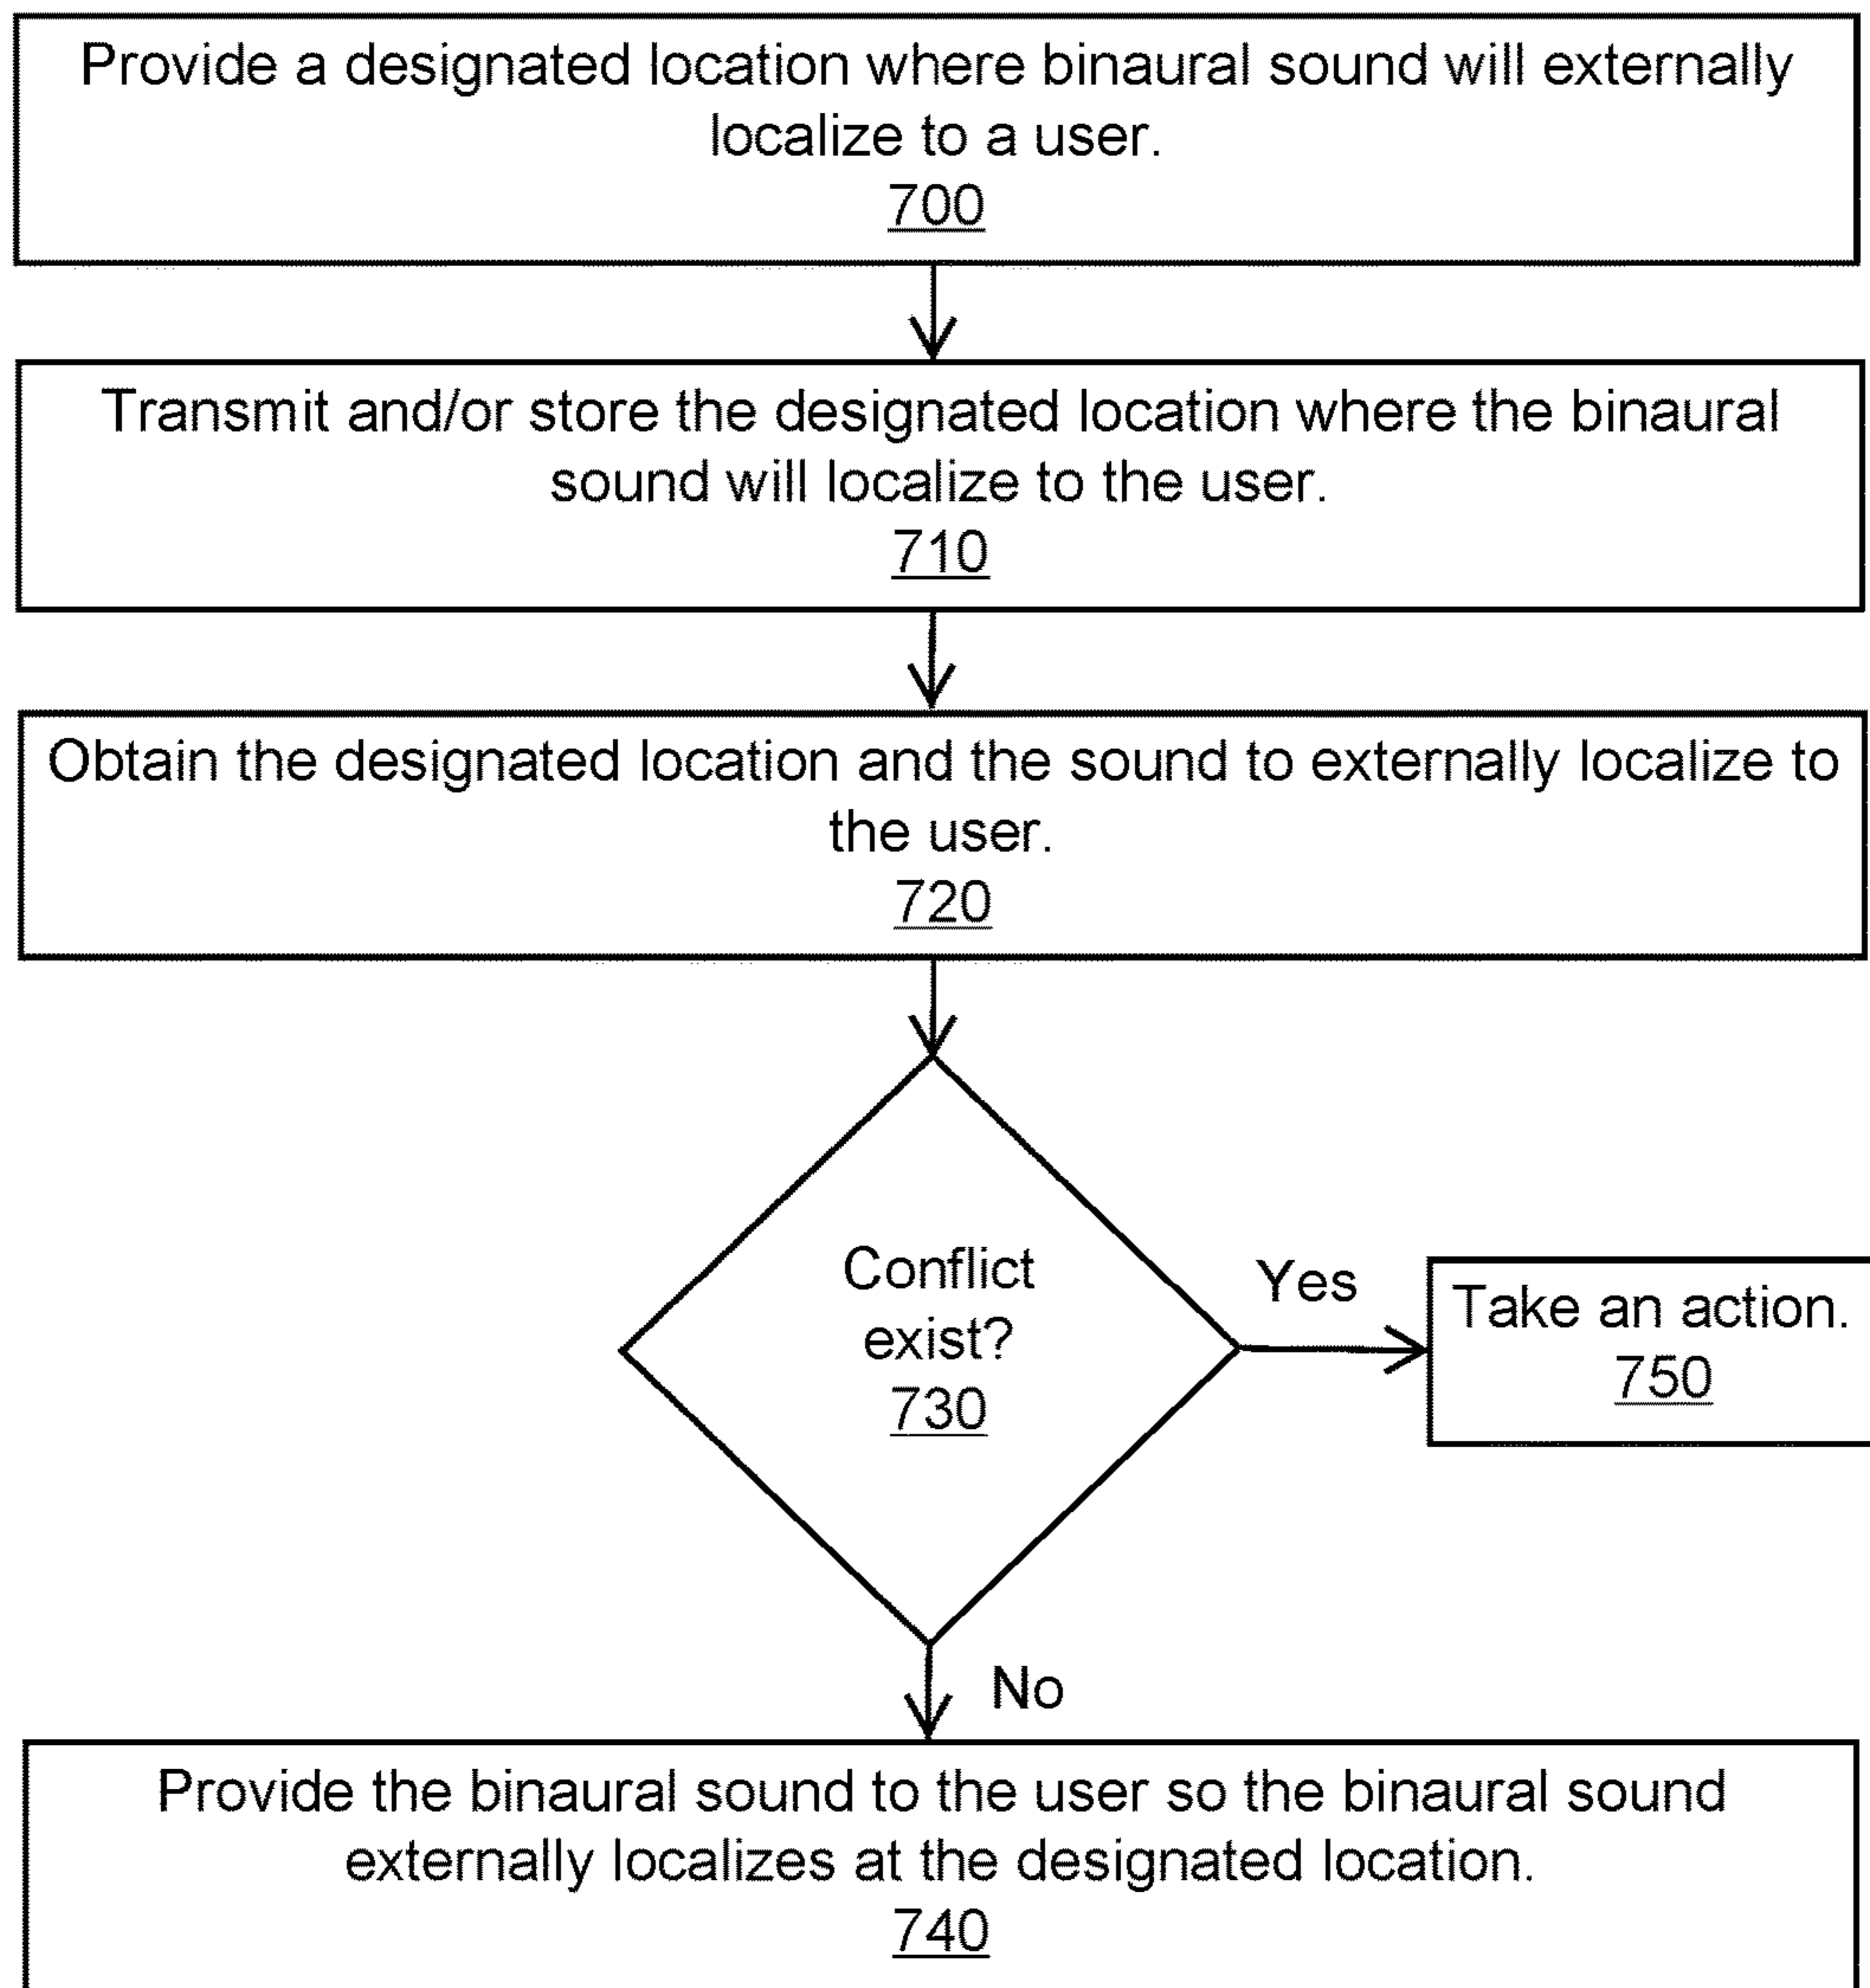 Provide a designated location where binaural sound will externally
localize to a user.
700
Transmit and/or store the designated location where the binaural
sound will localize to the user.
710
Obtain the designated location and the sound to externally localize to
the user.
720
Conflict
exist?
730
Yes
Take an action.
750
No
Provide the binaural sound to the user so the binaural sound
externally localizes at the designated location.
740